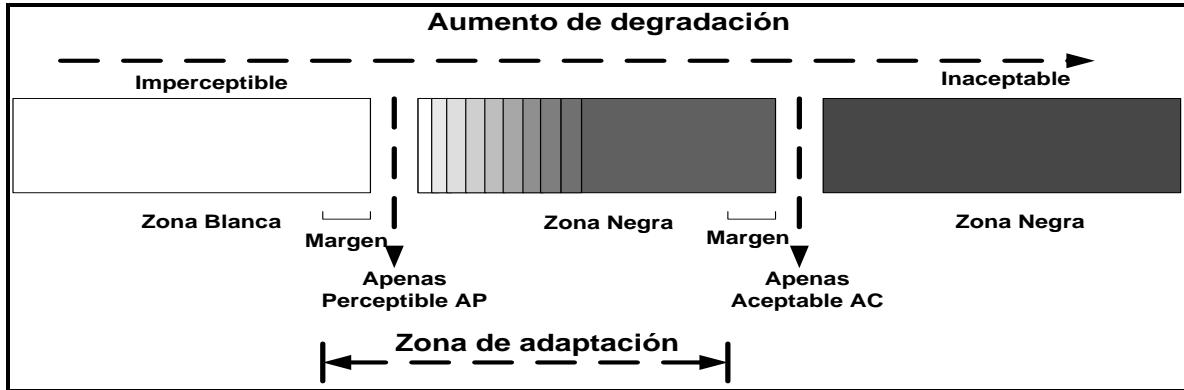 Aumento de degradación
Imperceptible
Inaceptable
Zona Blanca
Margen
Zona Negra
Margen
Zona Negra
Apenas
Perceptible AP
Apenas
Aceptable AC
Zona de adaptación